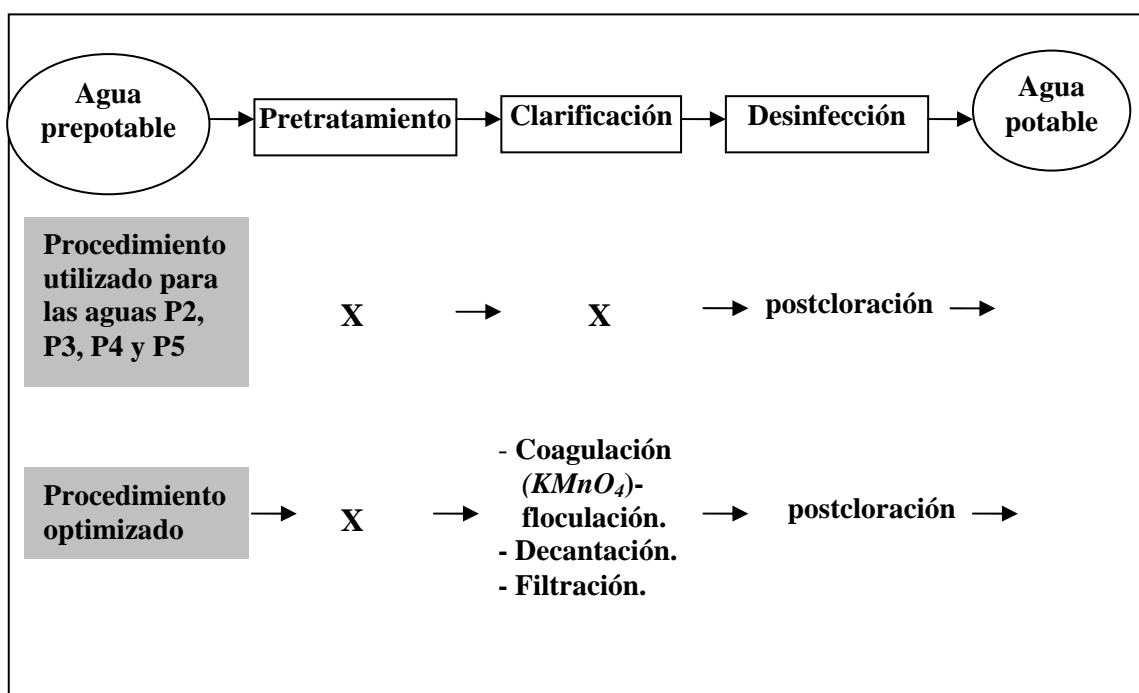 Agua
prepotable
Pretratamiento
Clarificación
Desinfección
Agua
potable
Procedimiento
utilizado para
las aguas P2,
P3, P4 y P5
X
X
postcloración
Procedimiento
optimizado
X
- Coagulación
(KMnO4)-
floculación.
- Decantación.
- Filtración.
postcloración